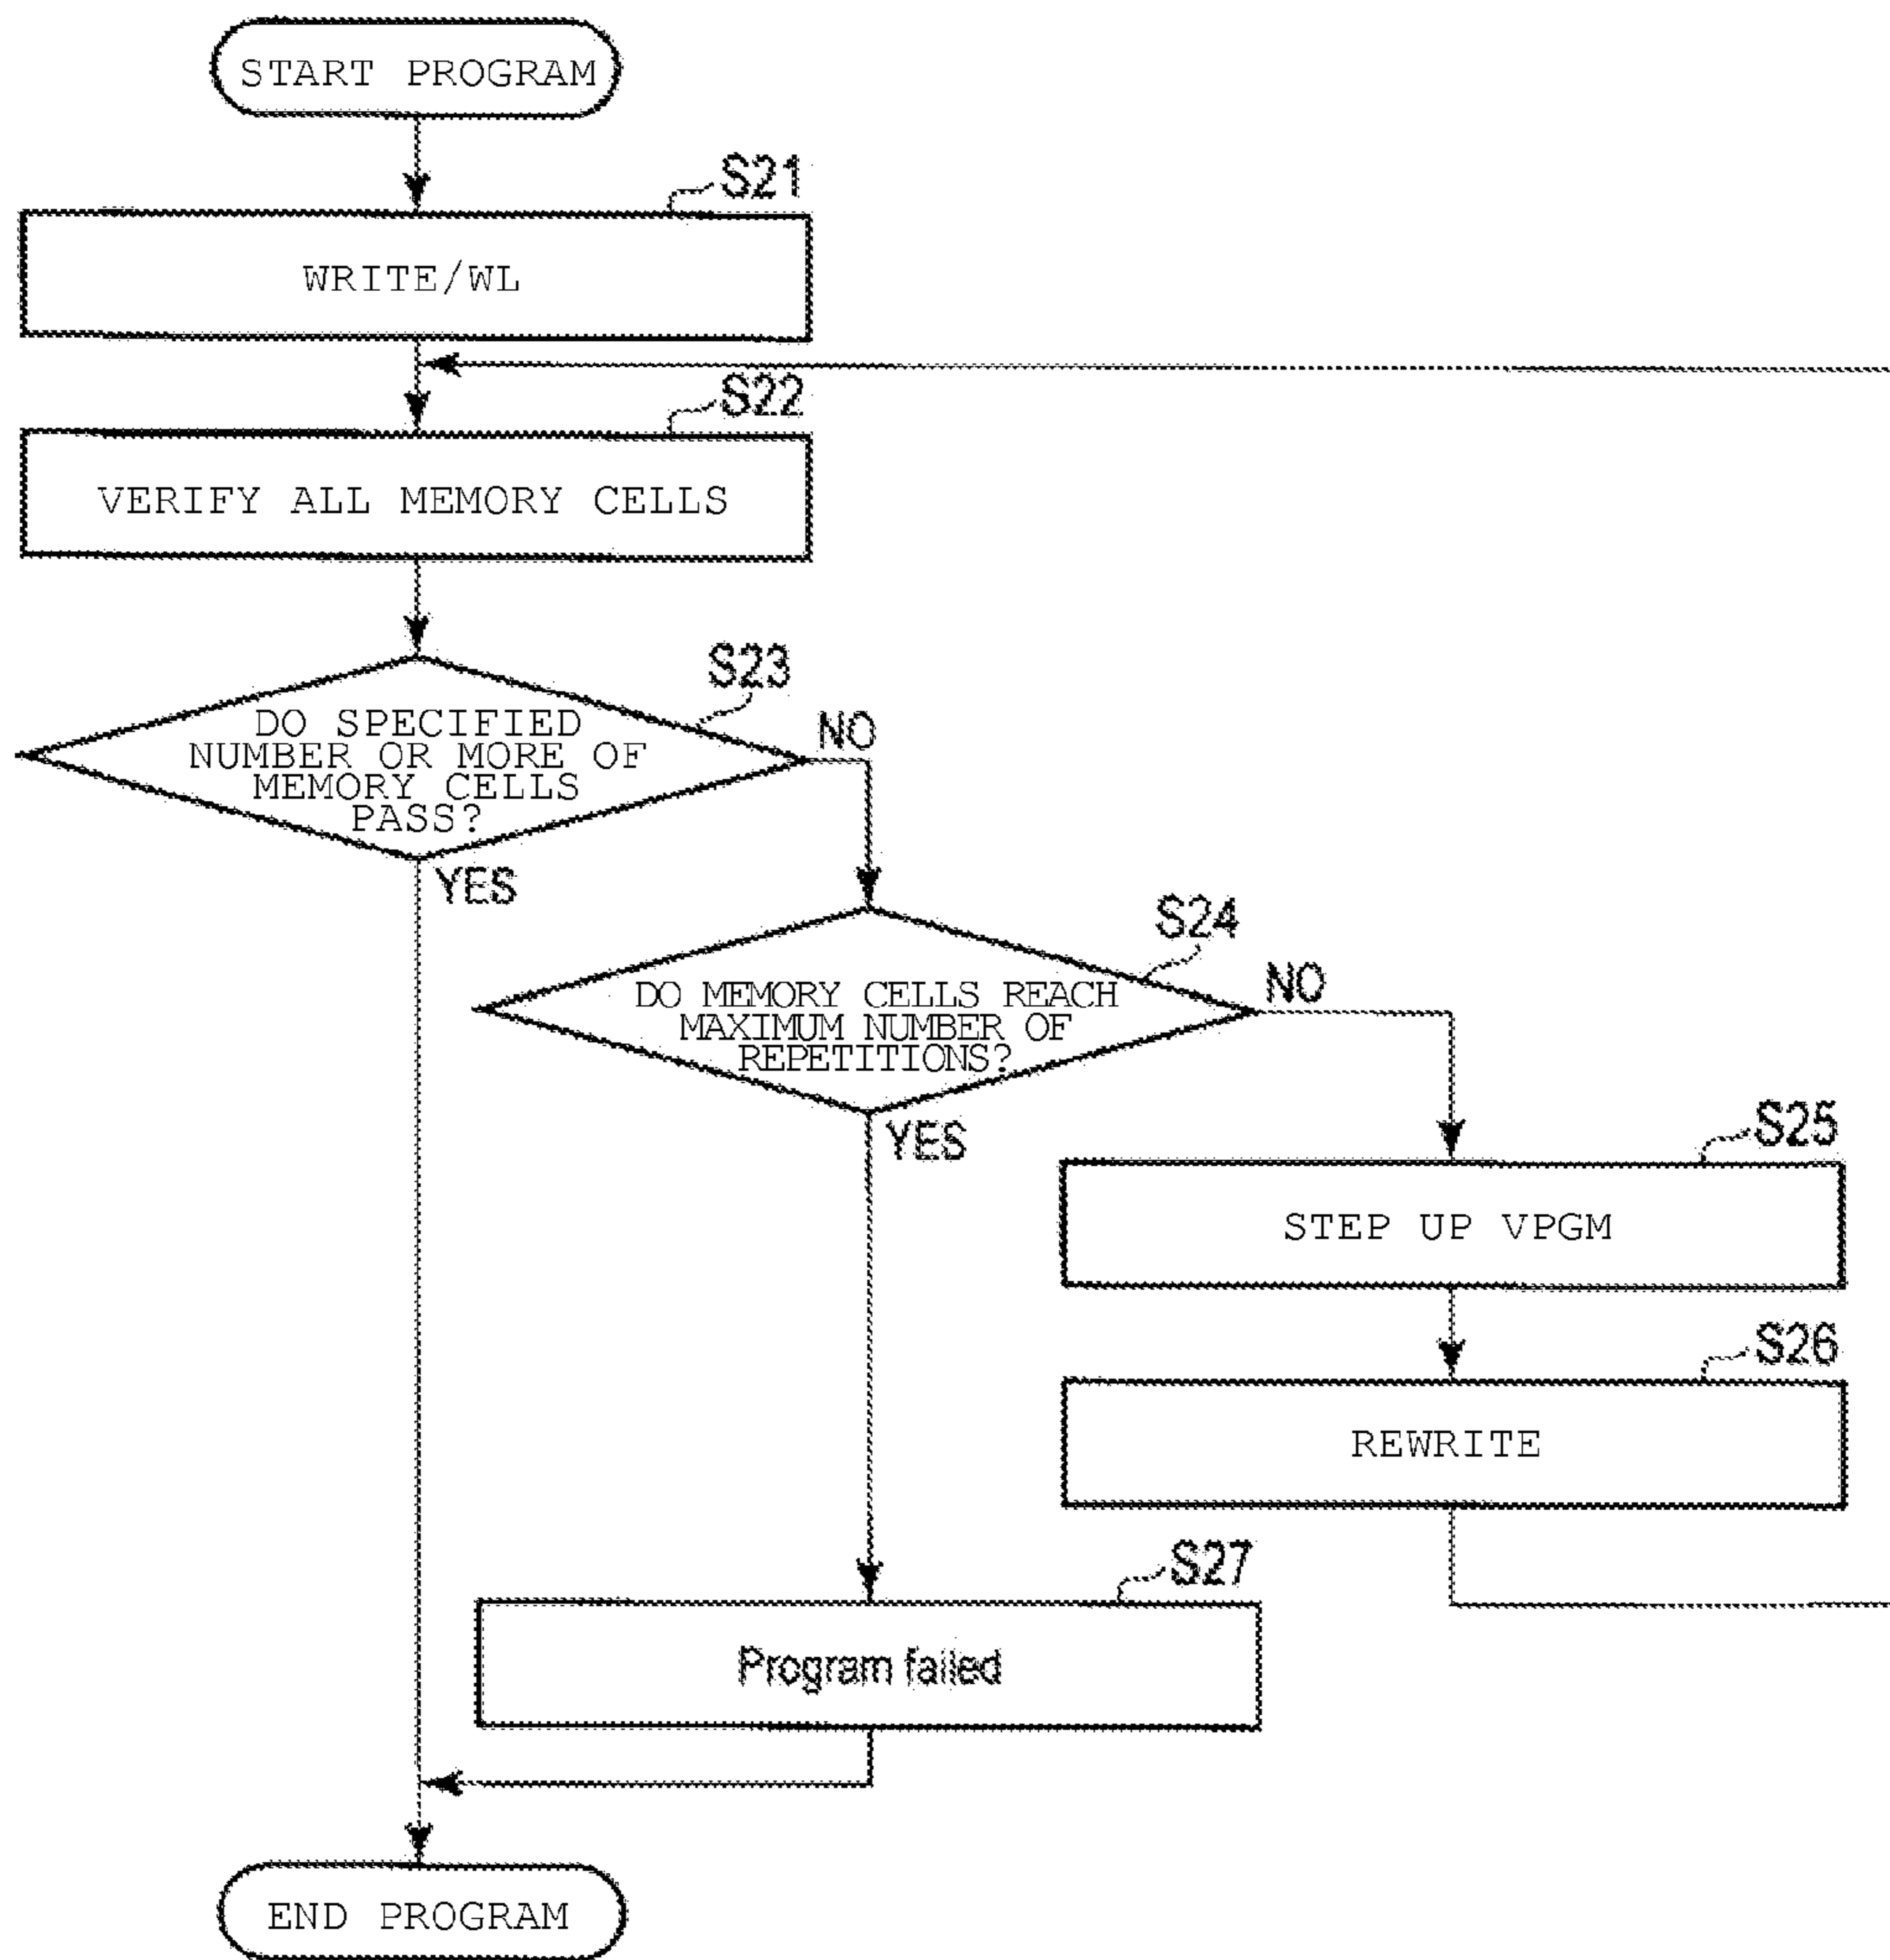 START PROGRAM
S21
WRITE/WL
S22
VERIFY ALL MEMORY CELLS
S23
DO SPECIFIED
NUMBER OR MORE OF
MEMORY CELLS
PASS?
NO
YES
S24
DO MEMORY CELLS REACH
MAXIMUM NUMBER OF
REPETITIONS?
NO
YES
S25
STEP UP VPGM
S26
REWRITE
S27
Program failed
END PROGRAM